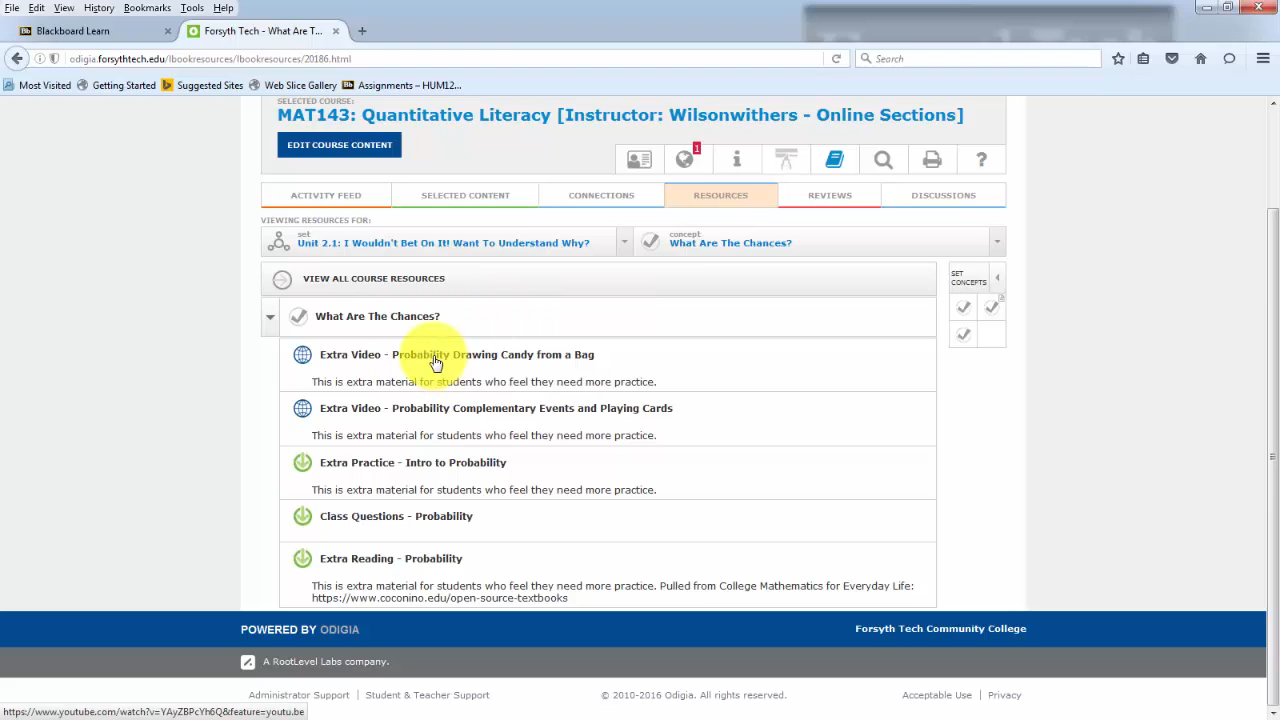 File Edit View History Bookmarks Tools Help
Bb Blackboard Learn × Forsyth Tech - What Are T... × +
odigia.forsythtech.edu/lbookresources/lbookresources/20186.html Search
Most Visited Getting Started Suggested Sites Web Slice Gallery Bb Assignments – HUM12...
SELECTED COURSE:
MAT143: Quantitative Literacy [Instructor: Wilsonwithers - Online Sections]
EDIT COURSE CONTENT
1
ACTIVITY FEED SELECTED CONTENT CONNECTIONS RESOURCES REVIEWS DISCUSSIONS
VIEWING RESOURCES FOR:
set
Unit 2.1: I Wouldn't Bet On It! Want To Understand Why?
concept
What Are The Chances?
VIEW ALL COURSE RESOURCES
SET
CONCEPTS
What Are The Chances?
Extra Video - Probability Drawing Candy from a Bag
This is extra material for students who feel they need more practice.
Extra Video - Probability Complementary Events and Playing Cards
This is extra material for students who feel they need more practice.
Extra Practice - Intro to Probability
This is extra material for students who feel they need more practice.
Class Questions - Probability
Extra Reading - Probability
This is extra material for students who feel they need more practice. Pulled from College Mathematics for Everyday Life:
https://www.coconino.edu/open-source-textbooks
POWERED BY ODIGIA Forsyth Tech Community College
A RootLevel Labs company.
Administrator Support | Student & Teacher Support © 2010-2016 Odigia. All rights reserved. Acceptable Use | Privacy
https://www.youtube.com/watch?v=YAyZBPcYh6Q&feature=youtu.be